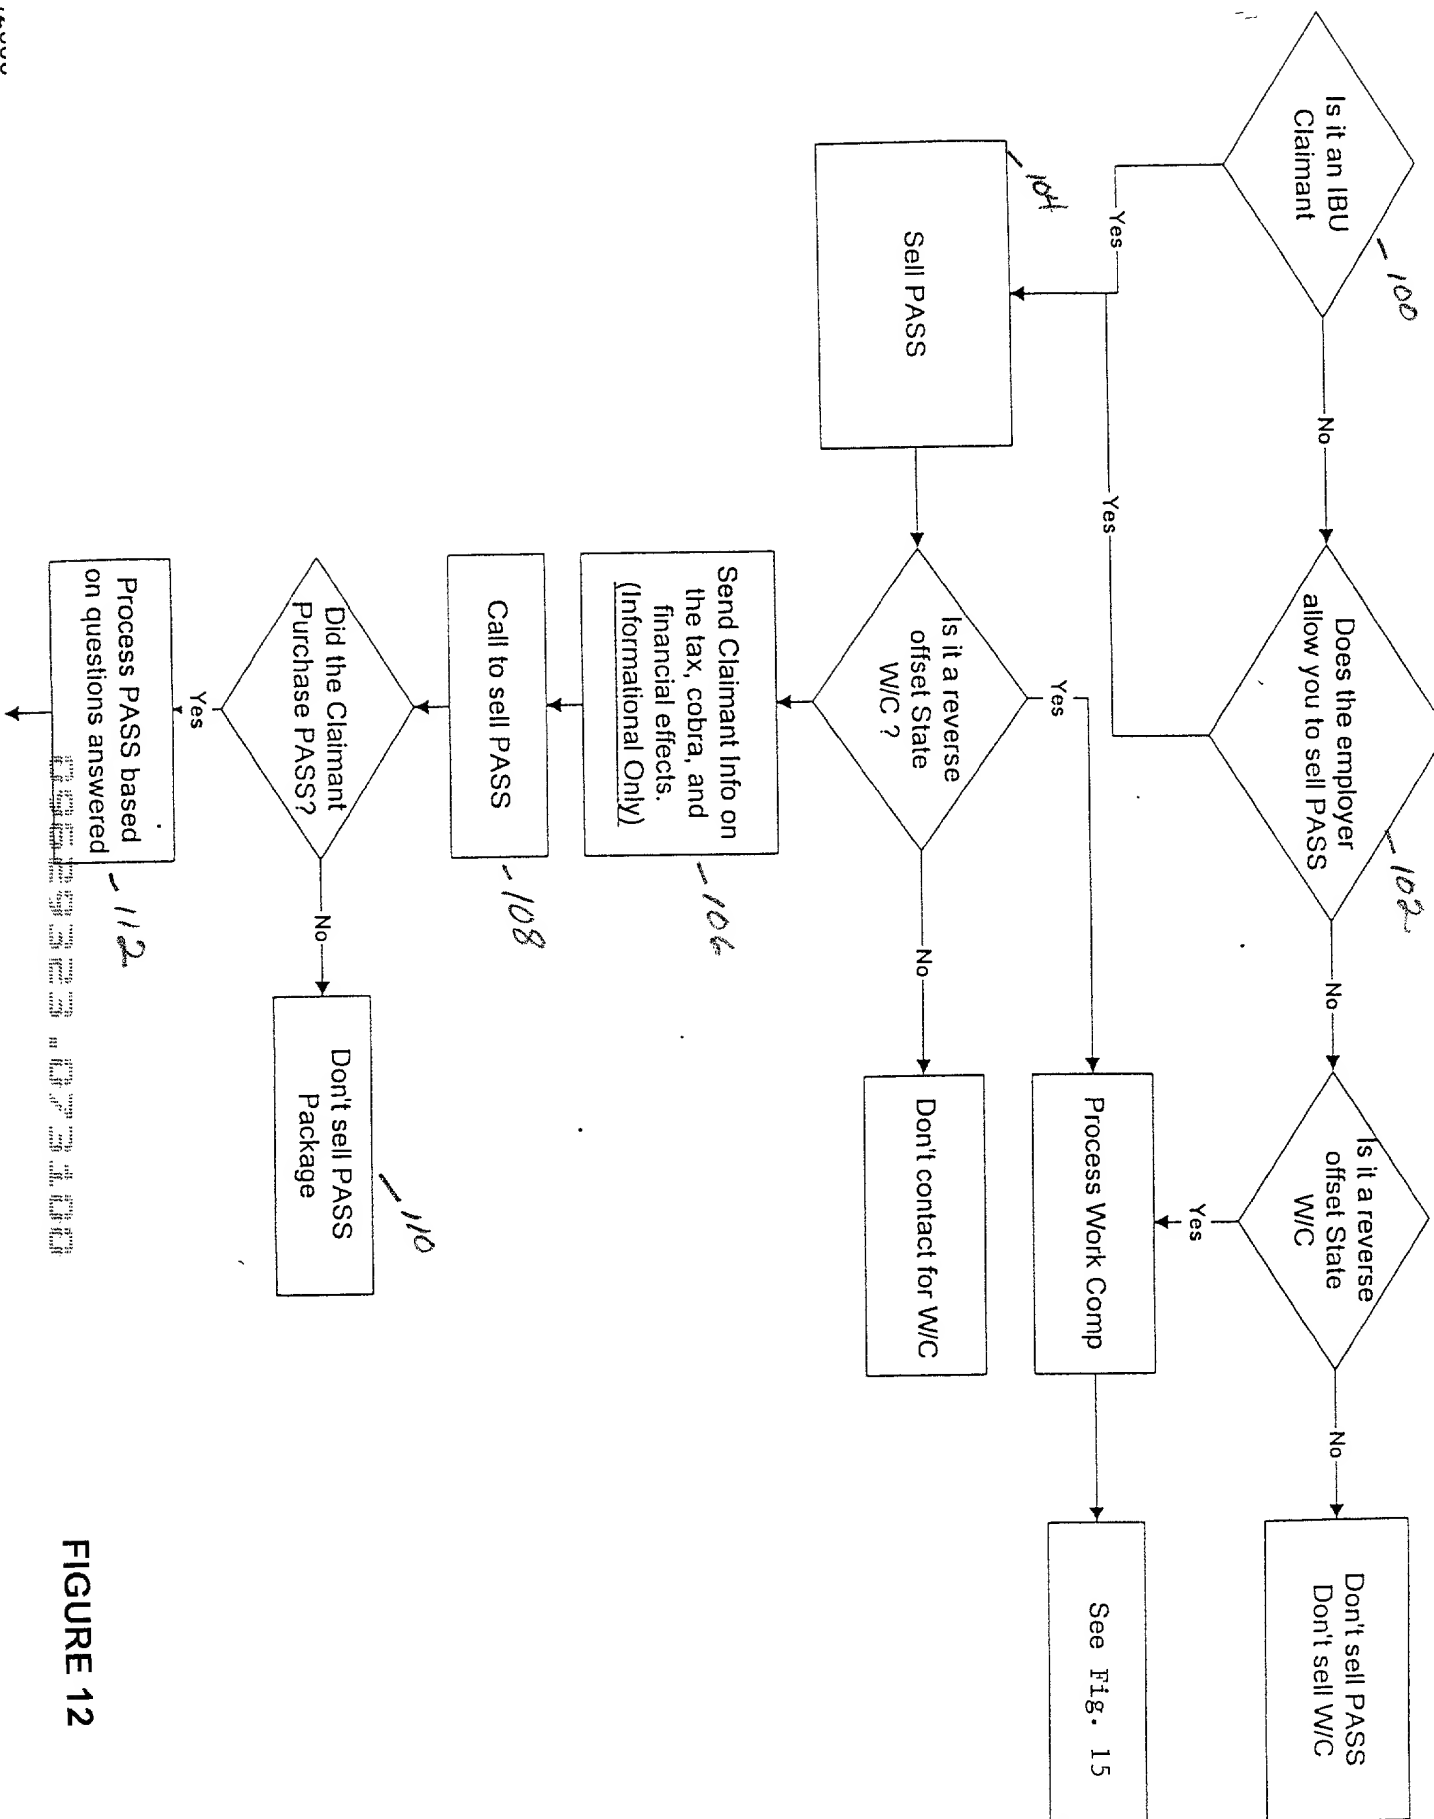 Is it an IBU
Claimant
100
No
Does the employer
allow you to sell PASS
102
No
Is it a reverse
offset State
W/C
No
Don't sell PASS
Don't sell W/C
Yes
Yes
Yes
104
Sell PASS
Is it a reverse
offset State
W/C ?
Yes
Process Work Comp
See Fig. 15
No
Don't contact for W/C
Send Claimant Info on
the tax, cobra, and
financial effects.
(Informational Only)
106
Call to sell PASS
108
Did the Claimant
Purchase PASS?
No
Don't sell PASS
Package
110
Yes
Process PASS based
on questions answered
112
09629323.073100
FIGURE 12